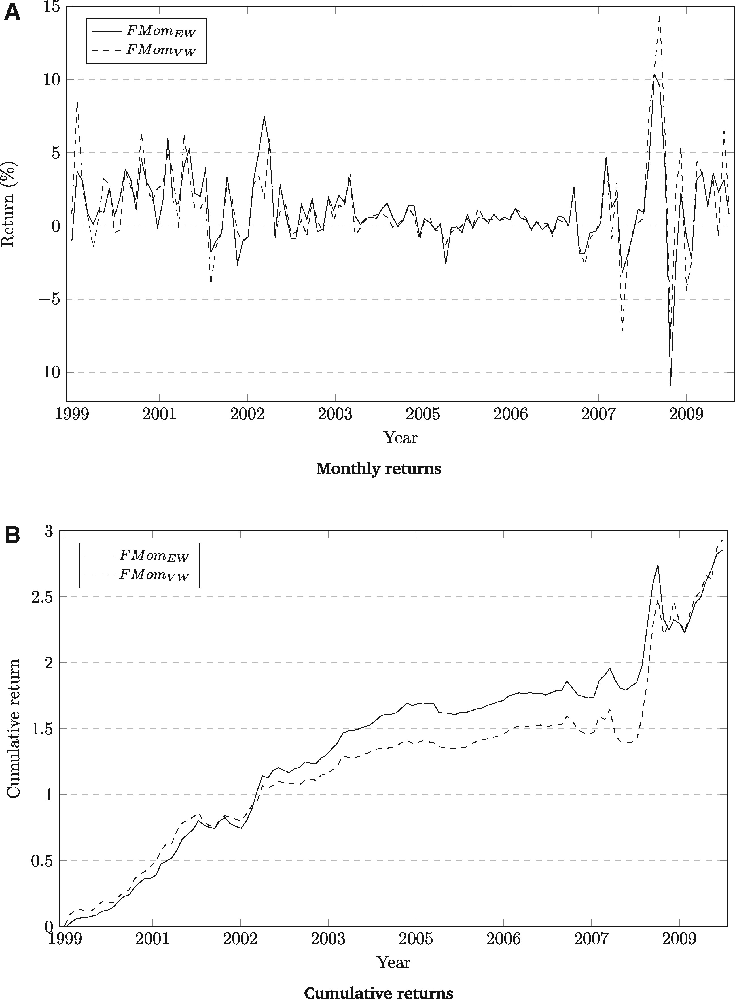 A
15
10
5
0
−5
−10
Return (%)
FMom_EW
FMom_VW
1999 2001 2002 2003 2005 2006 2007 2009
Year
Monthly returns
B
3
2.5
2
1.5
1
0.5
0
Cumulative return
FMom_EW
FMom_VW
1999 2001 2002 2003 2005 2006 2007 2009
Year
Cumulative returns